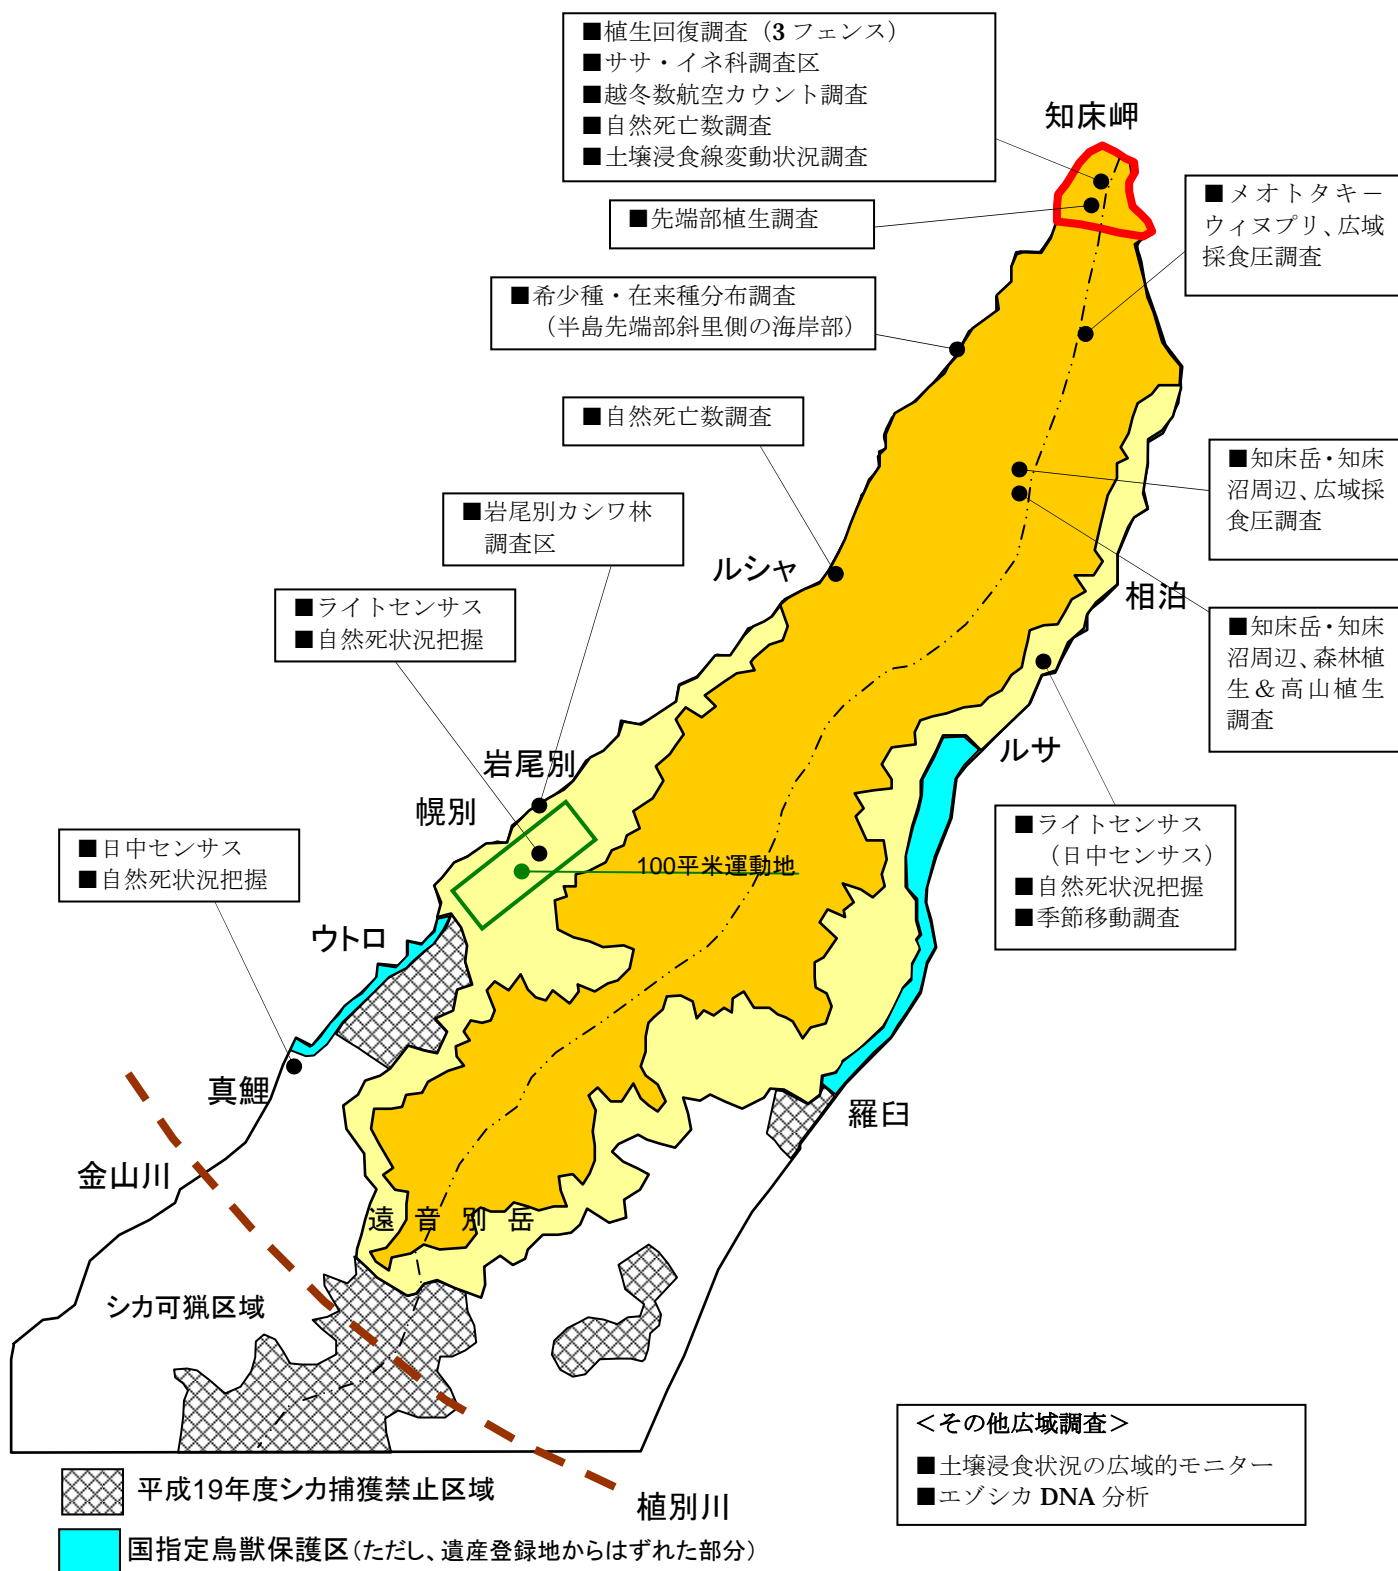 ■植生回復調査（3 フェンス）
■ササ・イネ科調査区
■越冬数航空カウント調査
■自然死亡数調査
■土壌浸食線変動状況調査
知床岬
■先端部植生調査
■メオトタキー
ウィヌプリ、広域
採食圧調査
■希少種・在来種分布調査
（半島先端部斜里側の海岸部）
■自然死亡数調査
■知床岳・知床
沼周辺、広域採
食圧調査
■岩尾別カシワ林
調査区
ルシャ
相泊
■ライトセンサス
■自然死状況把握
■知床岳・知床
沼周辺、森林植
生＆高山植生
調査
ルサ
岩尾別
幌別
■日中センサス
■自然死状況把握
100平米運動地
■ライトセンサス
（日中センサス）
■自然死状況把握
■季節移動調査
ウトロ
真鯉
羅臼
金山川
遠音別岳
シカ可猟区域
＜その他広域調査＞
■土壌浸食状況の広域的モニター
■エゾシカ DNA 分析
平成19年度シカ捕獲禁止区域
植別川
国指定鳥獣保護区（ただし、遺産登録地からはずれた部分）